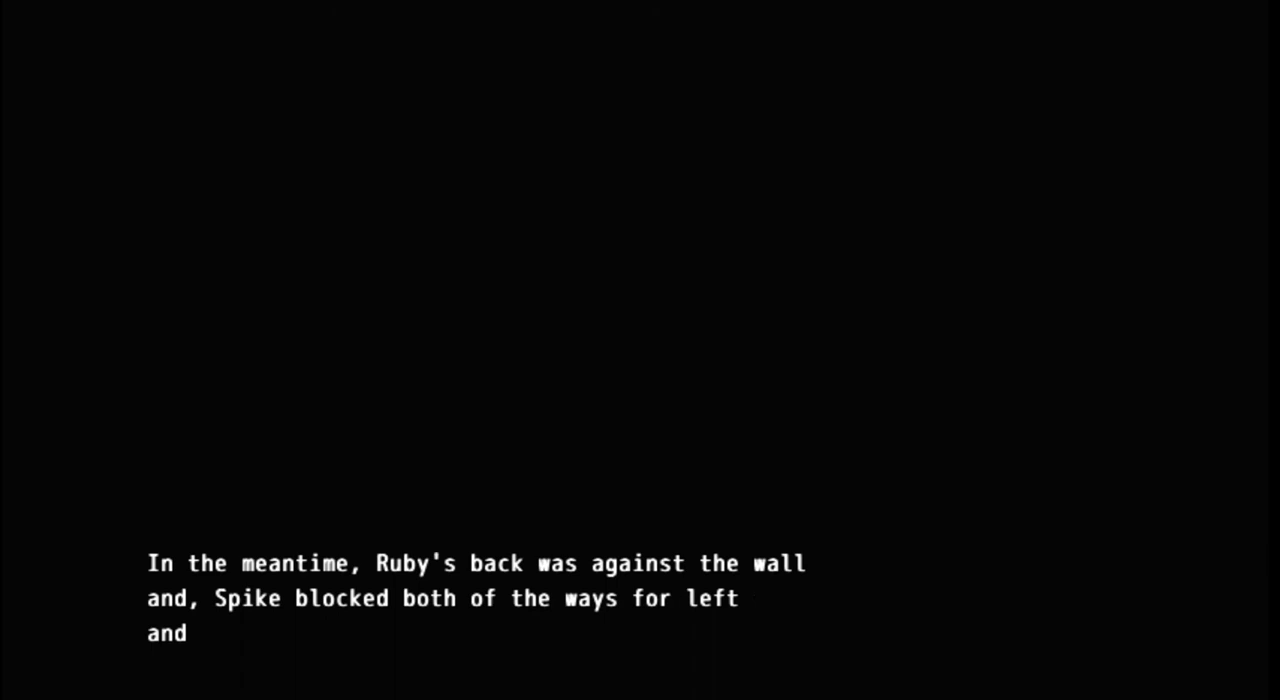 In the meantime, Ruby's back was against the wall
and, Spike blocked both of the ways for left
and